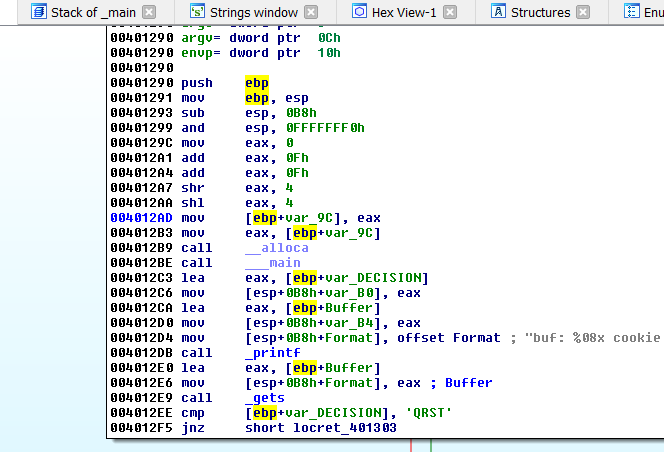 Stack of _main Strings window Hex View-1 Structures Enu
00401290 argv= dword ptr 0Ch
00401290 envp= dword ptr 10h
00401290
00401290 push ebp
00401291 mov ebp, esp
00401293 sub esp, 0B8h
00401299 and esp, 0FFFFFFF0h
0040129C mov eax, 0
004012A1 add eax, 0Fh
004012A4 add eax, 0Fh
004012A7 shr eax, 4
004012AA shl eax, 4
004012AD mov [ebp+var_9C], eax
004012B3 mov eax, [ebp+var_9C]
004012B9 call __alloca
004012BE call ___main
004012C3 lea eax, [ebp+var_DECISION]
004012C6 mov [esp+0B8h+var_B0], eax
004012CA lea eax, [ebp+Buffer]
004012D0 mov [esp+0B8h+var_B4], eax
004012D4 mov [esp+0B8h+Format], offset Format ; "buf: %08x cookie
004012DB call _printf
004012E0 lea eax, [ebp+Buffer]
004012E6 mov [esp+0B8h+Format], eax ; Buffer
004012E9 call _gets
004012EE cmp [ebp+var_DECISION], 'QRST'
004012F5 jnz short locret_401303